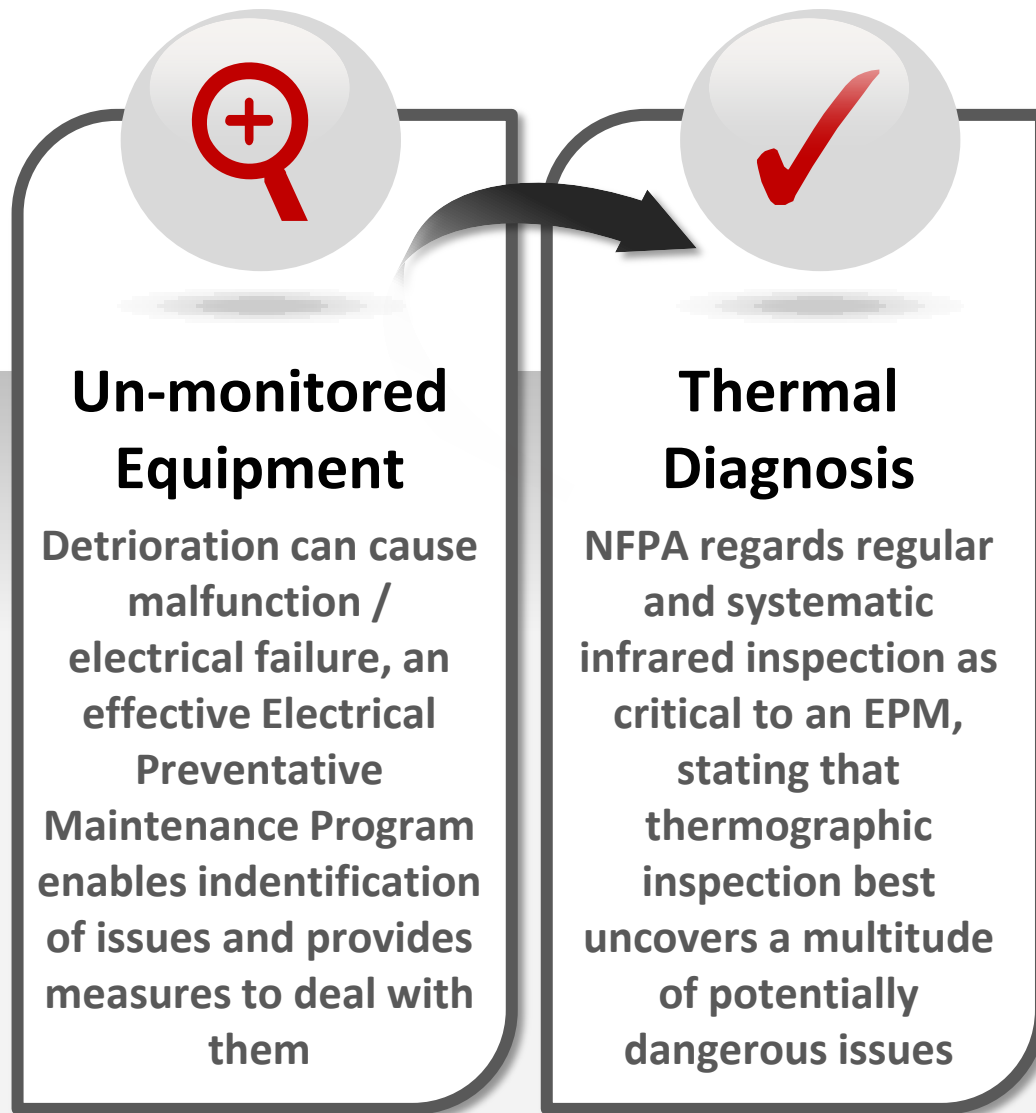 Un-monitored
Equipment
Detrioration can cause
malfunction /
electrical failure, an
effective Electrical
Preventative
Maintenance Program
enables indentification
of issues and provides
measures to deal with
them
Thermal
Diagnosis
NFPA regards regular
and systematic
infrared inspection as
critical to an EPM,
stating that
thermographic
inspection best
uncovers a multitude
of potentially
dangerous issues